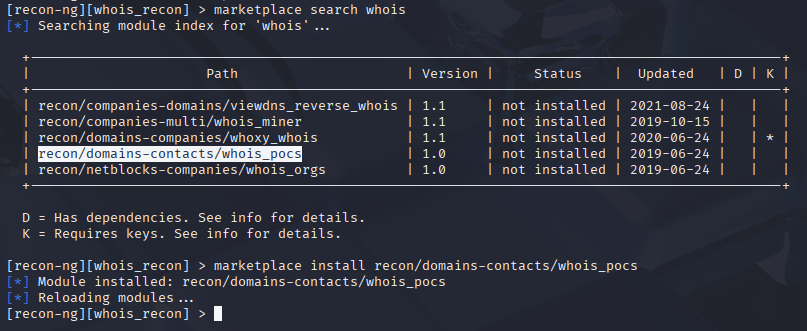 [recon-ng][whois_recon] > marketplace search whois
[*] Searching module index for 'whois'...

  +-----------------------------------------------------------------------------------------------+
  |                      Path                      | Version |     Status    |  Updated   | D | K |
  +-----------------------------------------------------------------------------------------------+
  | recon/companies-domains/viewdns_reverse_whois | 1.1     | not installed | 2021-08-24 |   |   |
  | recon/companies-multi/whois_miner             | 1.1     | not installed | 2019-10-15 |   |   |
  | recon/domains-companies/whoxy_whois           | 1.1     | not installed | 2020-06-24 |   | * |
  | recon/domains-contacts/whois_pocs             | 1.0     | not installed | 2019-06-24 |   |   |
  | recon/netblocks-companies/whois_orgs          | 1.0     | not installed | 2019-06-24 |   |   |
  +-----------------------------------------------------------------------------------------------+

  D = Has dependencies. See info for details.
  K = Requires keys. See info for details.

[recon-ng][whois_recon] > marketplace install recon/domains-contacts/whois_pocs
[*] Module installed: recon/domains-contacts/whois_pocs
[*] Reloading modules...
[recon-ng][whois_recon] >